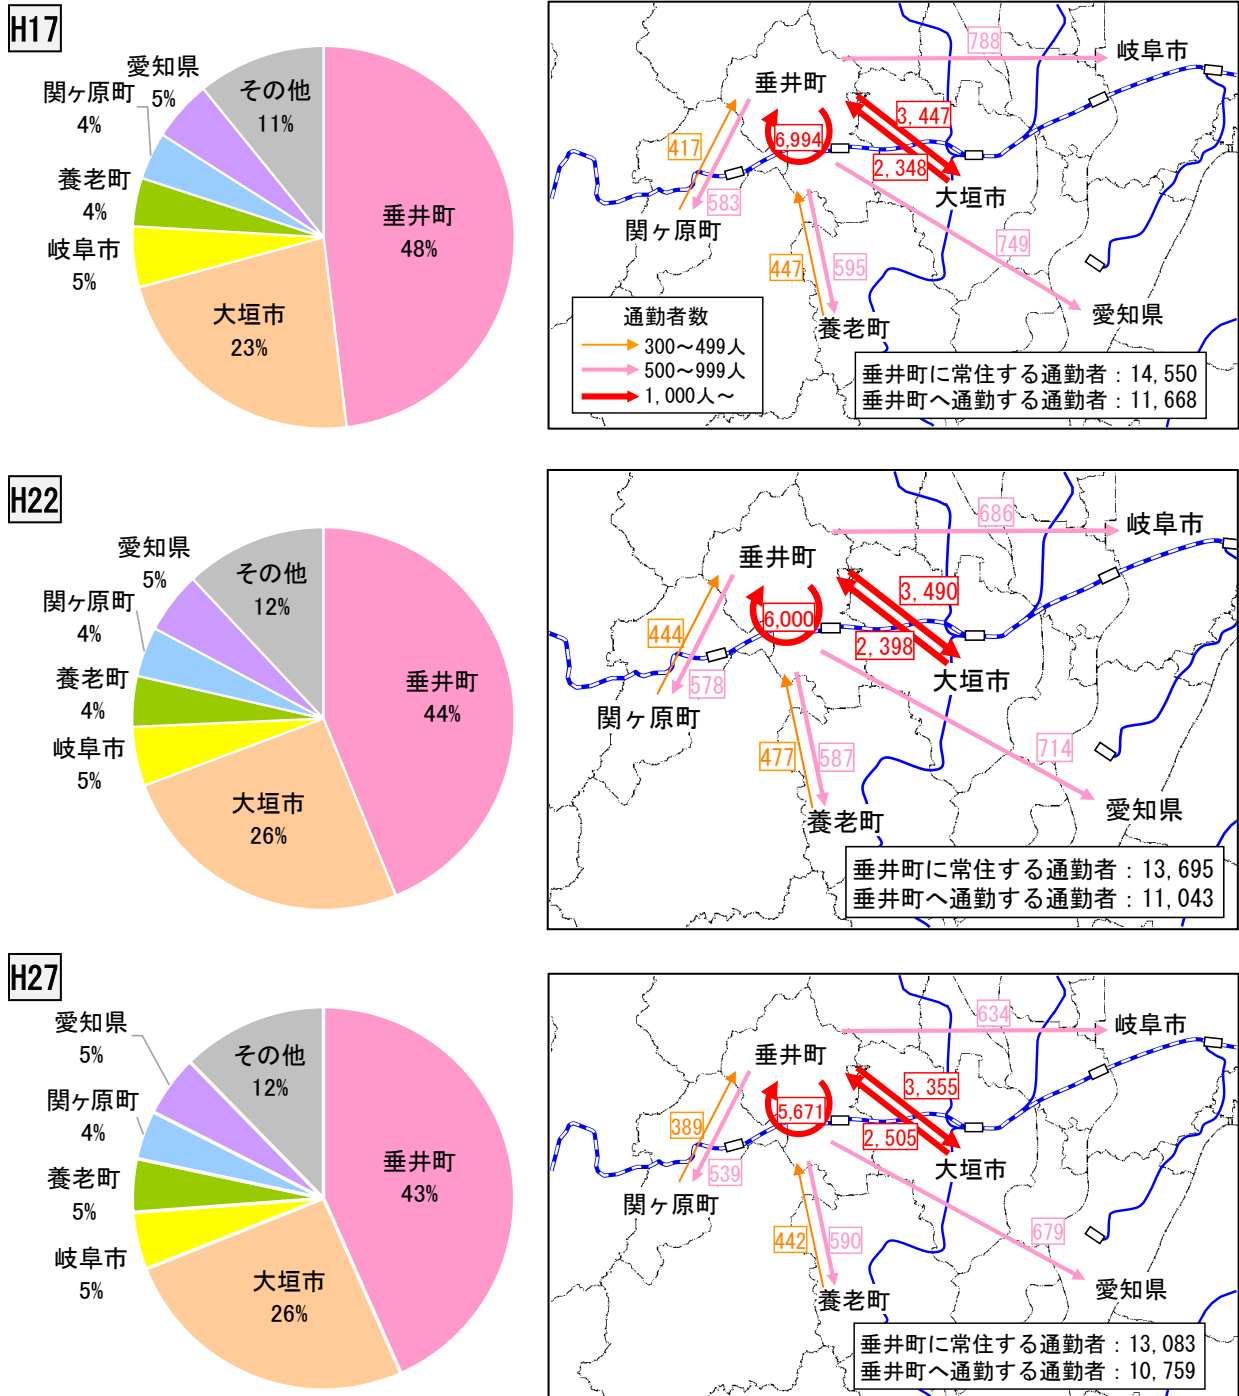 H17
垂井町
48%
大垣市
23%
岐阜市
5%
養老町
4%
関ヶ原町
4%
愛知県
5%
その他
11%
788
岐阜市
垂井町
3,447
6,994
2,348
417
583
大垣市
関ヶ原町
749
447
595
愛知県
養老町
通勤者数
300～499人
500～999人
1,000人～
垂井町に常住する通勤者：14,550
垂井町へ通勤する通勤者：11,668
H22
垂井町
44%
大垣市
26%
岐阜市
5%
養老町
4%
関ヶ原町
4%
愛知県
5%
その他
12%
686
岐阜市
垂井町
3,490
6,000
2,398
444
578
大垣市
関ヶ原町
714
477
587
愛知県
養老町
垂井町に常住する通勤者：13,695
垂井町へ通勤する通勤者：11,043
H27
垂井町
43%
大垣市
26%
岐阜市
5%
養老町
5%
関ヶ原町
4%
愛知県
5%
その他
12%
634
岐阜市
垂井町
3,355
5,671
2,505
389
539
大垣市
関ヶ原町
679
442
590
愛知県
養老町
垂井町に常住する通勤者：13,083
垂井町へ通勤する通勤者：10,759